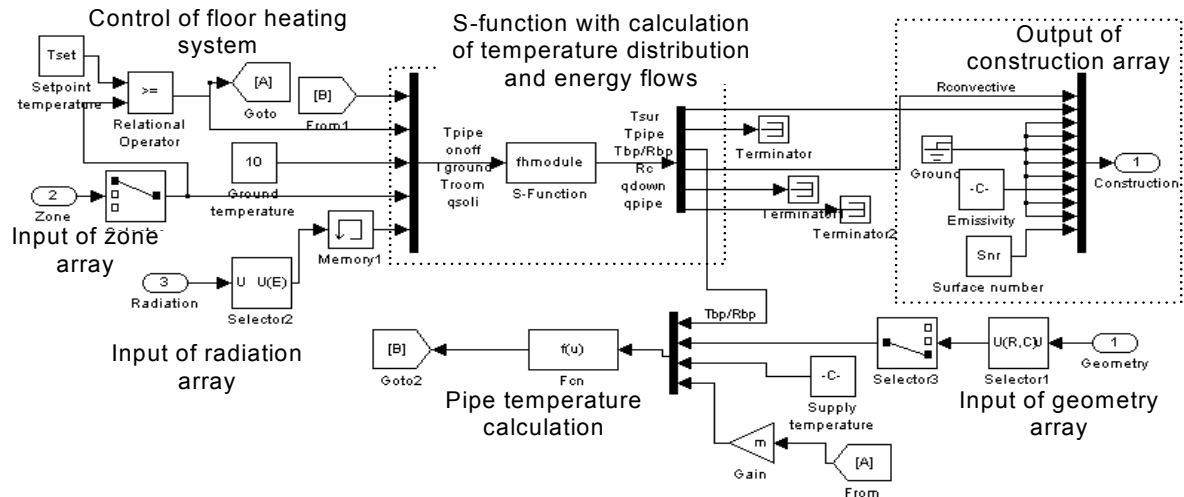 Control of floor heating
system
S-function with calculation
of temperature distribution
and energy flows
Output of
construction array
Tset
Setpoint
temperature
>=
Relational
Operator
[A]
Goto
[B]
From1
10
Ground
temperature
2
Zone
Input of zone
array
3
Radiation
U U(E)
Selector2
Memory1
Input of radiation
array
Tpipe
onoff
Tground
Troom
qsoli
fhmodule
S-Function
Tsur
Tpipe
Tbp/Rbp
Rc
qdown
qpipe
Terminator
Terminator1
Terminator2
Rconvective
Ground
-C-
Emissivity
Snr
Surface number
1
Construction
Tbp/Rbp
[B]
Goto2
f(u)
Fcn
Pipe temperature
calculation
-C-
Supply
temperature
m
Gain
[A]
From
Selector3
U(R,C)U
Selector1
1
Geometry
Input of geometry
array